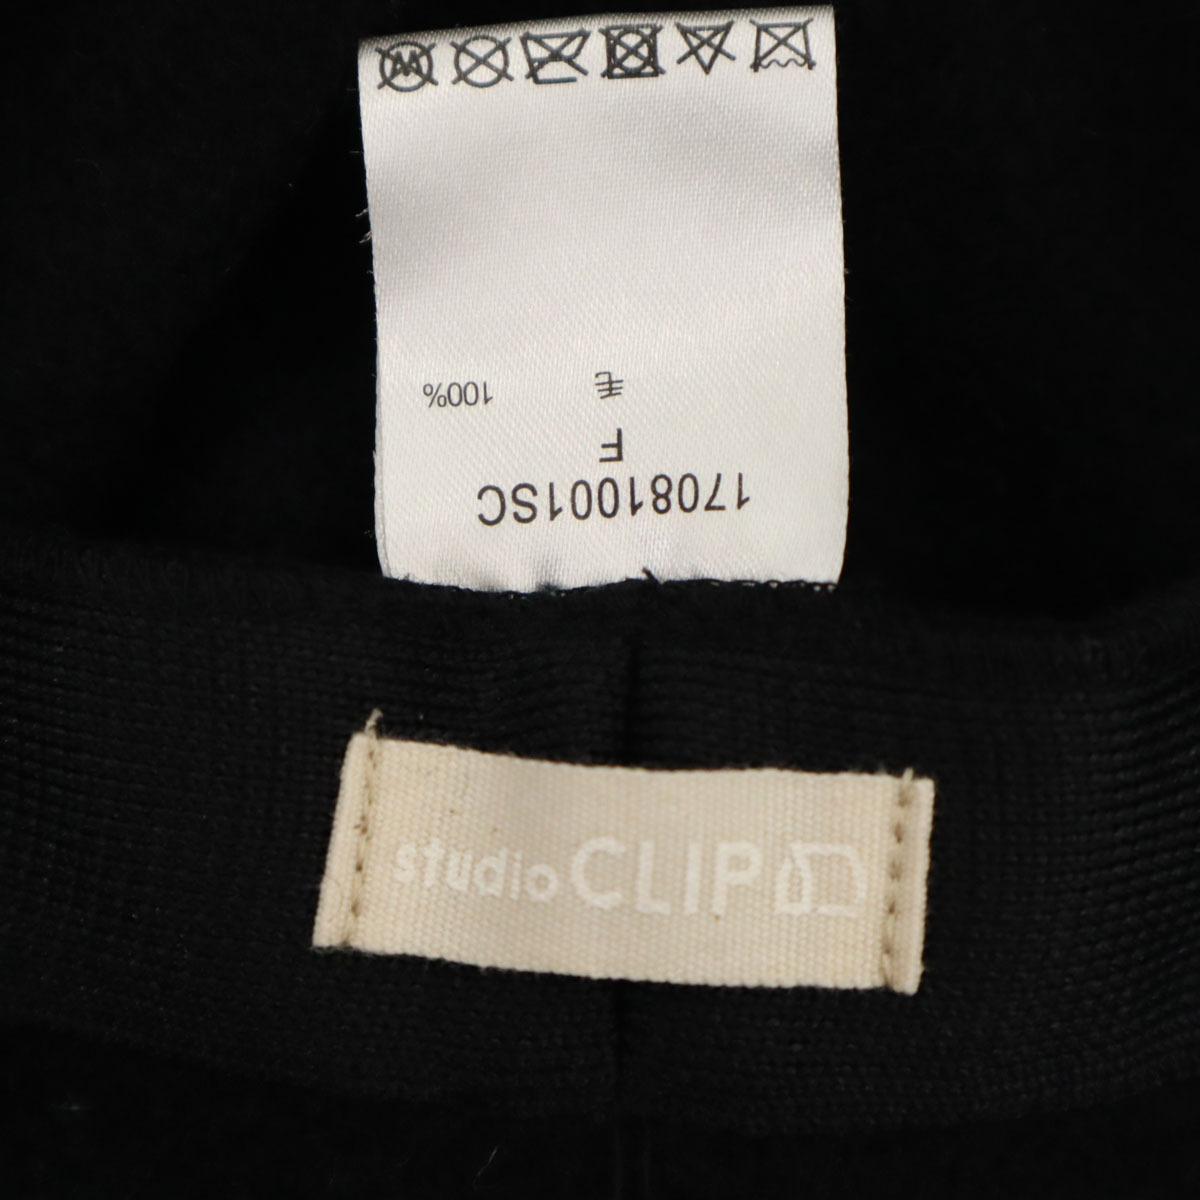 17081001SC
F
毛 100%
studio CLIP